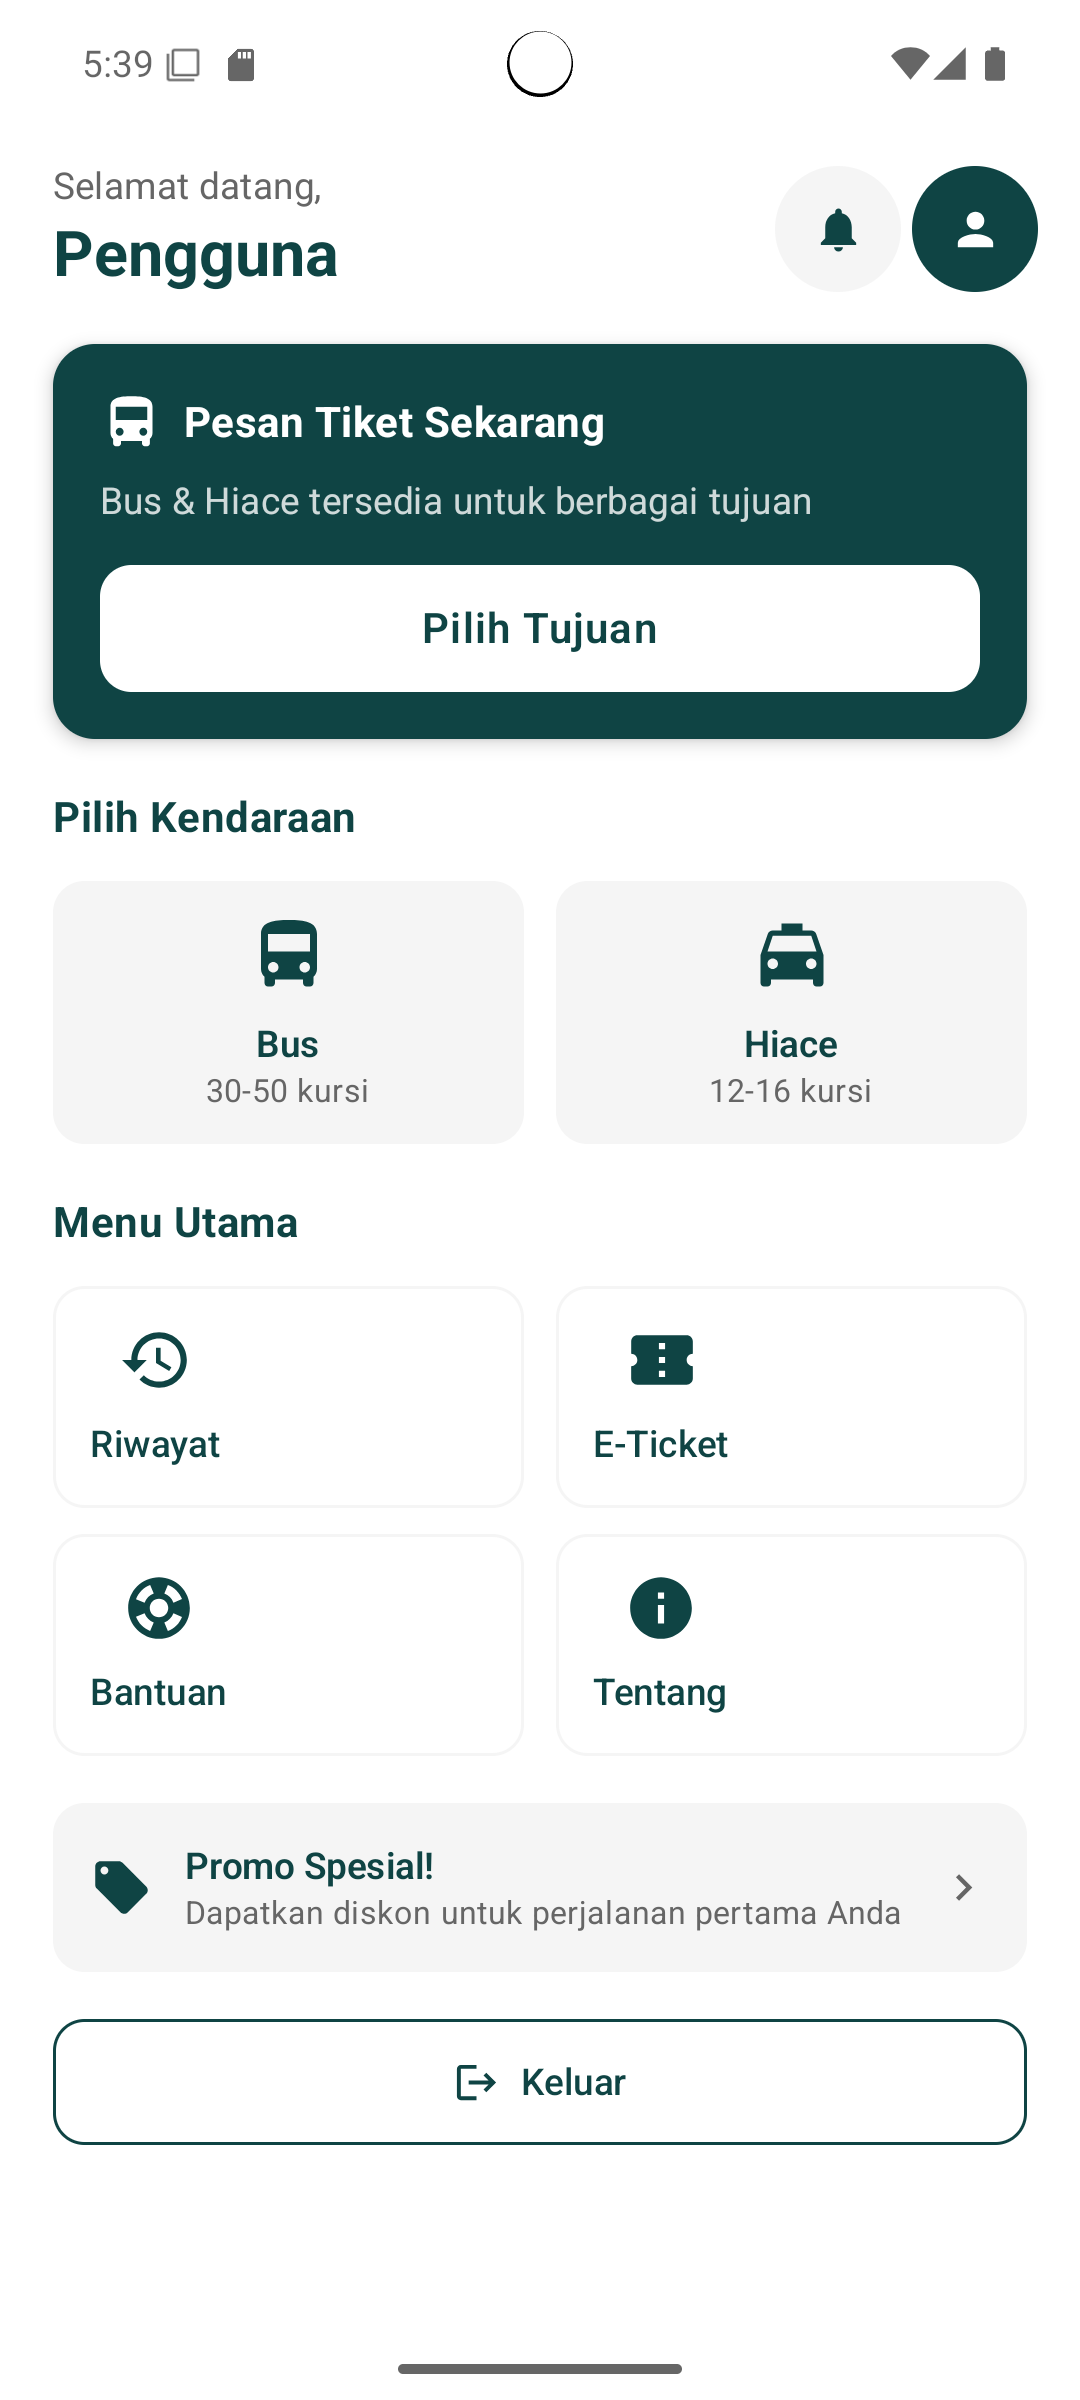 5:39
Selamat datang,
Pengguna
Pesan Tiket Sekarang
Bus & Hiace tersedia untuk berbagai tujuan
Pilih Tujuan
Pilih Kendaraan
Bus
30-50 kursi
Hiace
12-16 kursi
Menu Utama
Riwayat
E-Ticket
Bantuan
Tentang
Promo Spesial!
Dapatkan diskon untuk perjalanan pertama Anda
Keluar